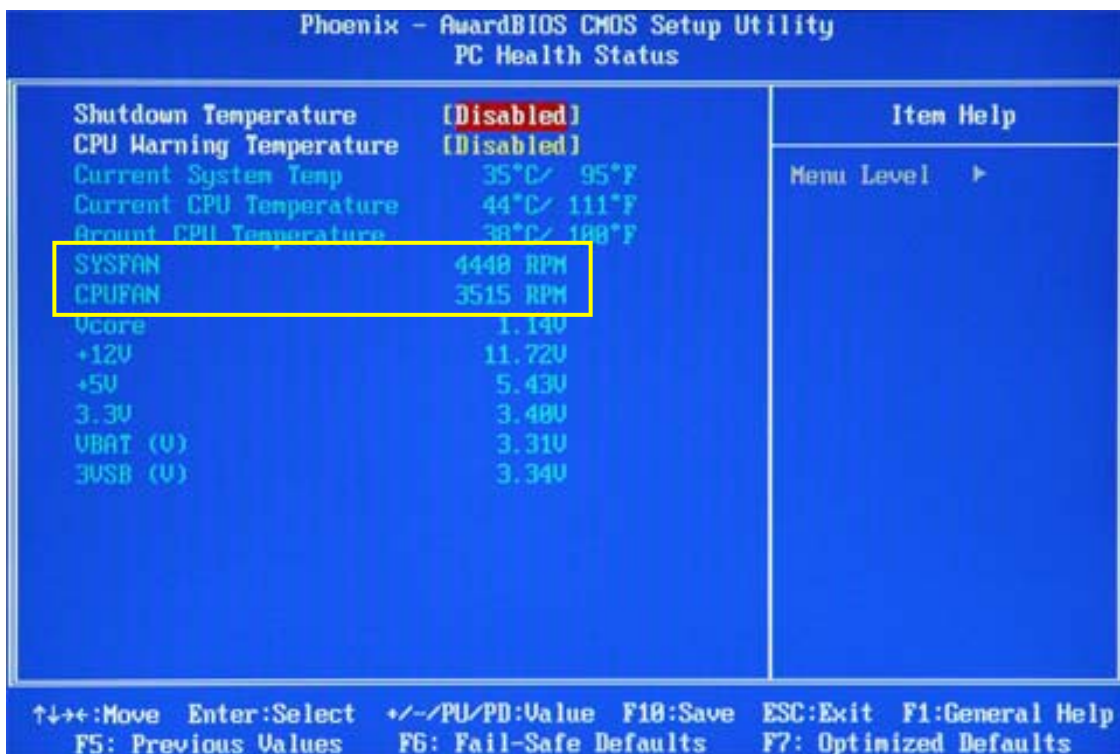 Phoenix - AwardBIOS CMOS Setup Utility
PC Health Status
Shutdown Temperature [Disabled]
CPU Warning Temperature [Disabled]
Current System Temp 35°C/ 95°F
Current CPU Temperature 44°C/ 111°F
Arount CPU Temperature 38°C/ 100°F
SYSFAN 4440 RPM
CPUFAN 3515 RPM
Vcore 1.14V
+12V 11.72V
+5V 5.43V
3.3V 3.40V
VBAT (V) 3.31V
3VSB (V) 3.34V
Item Help
Menu Level ▶
↑↓→←:Move Enter:Select +/-/PU/PD:Value F10:Save ESC:Exit F1:General Help
F5: Previous Values F6: Fail-Safe Defaults F7: Optimized Defaults